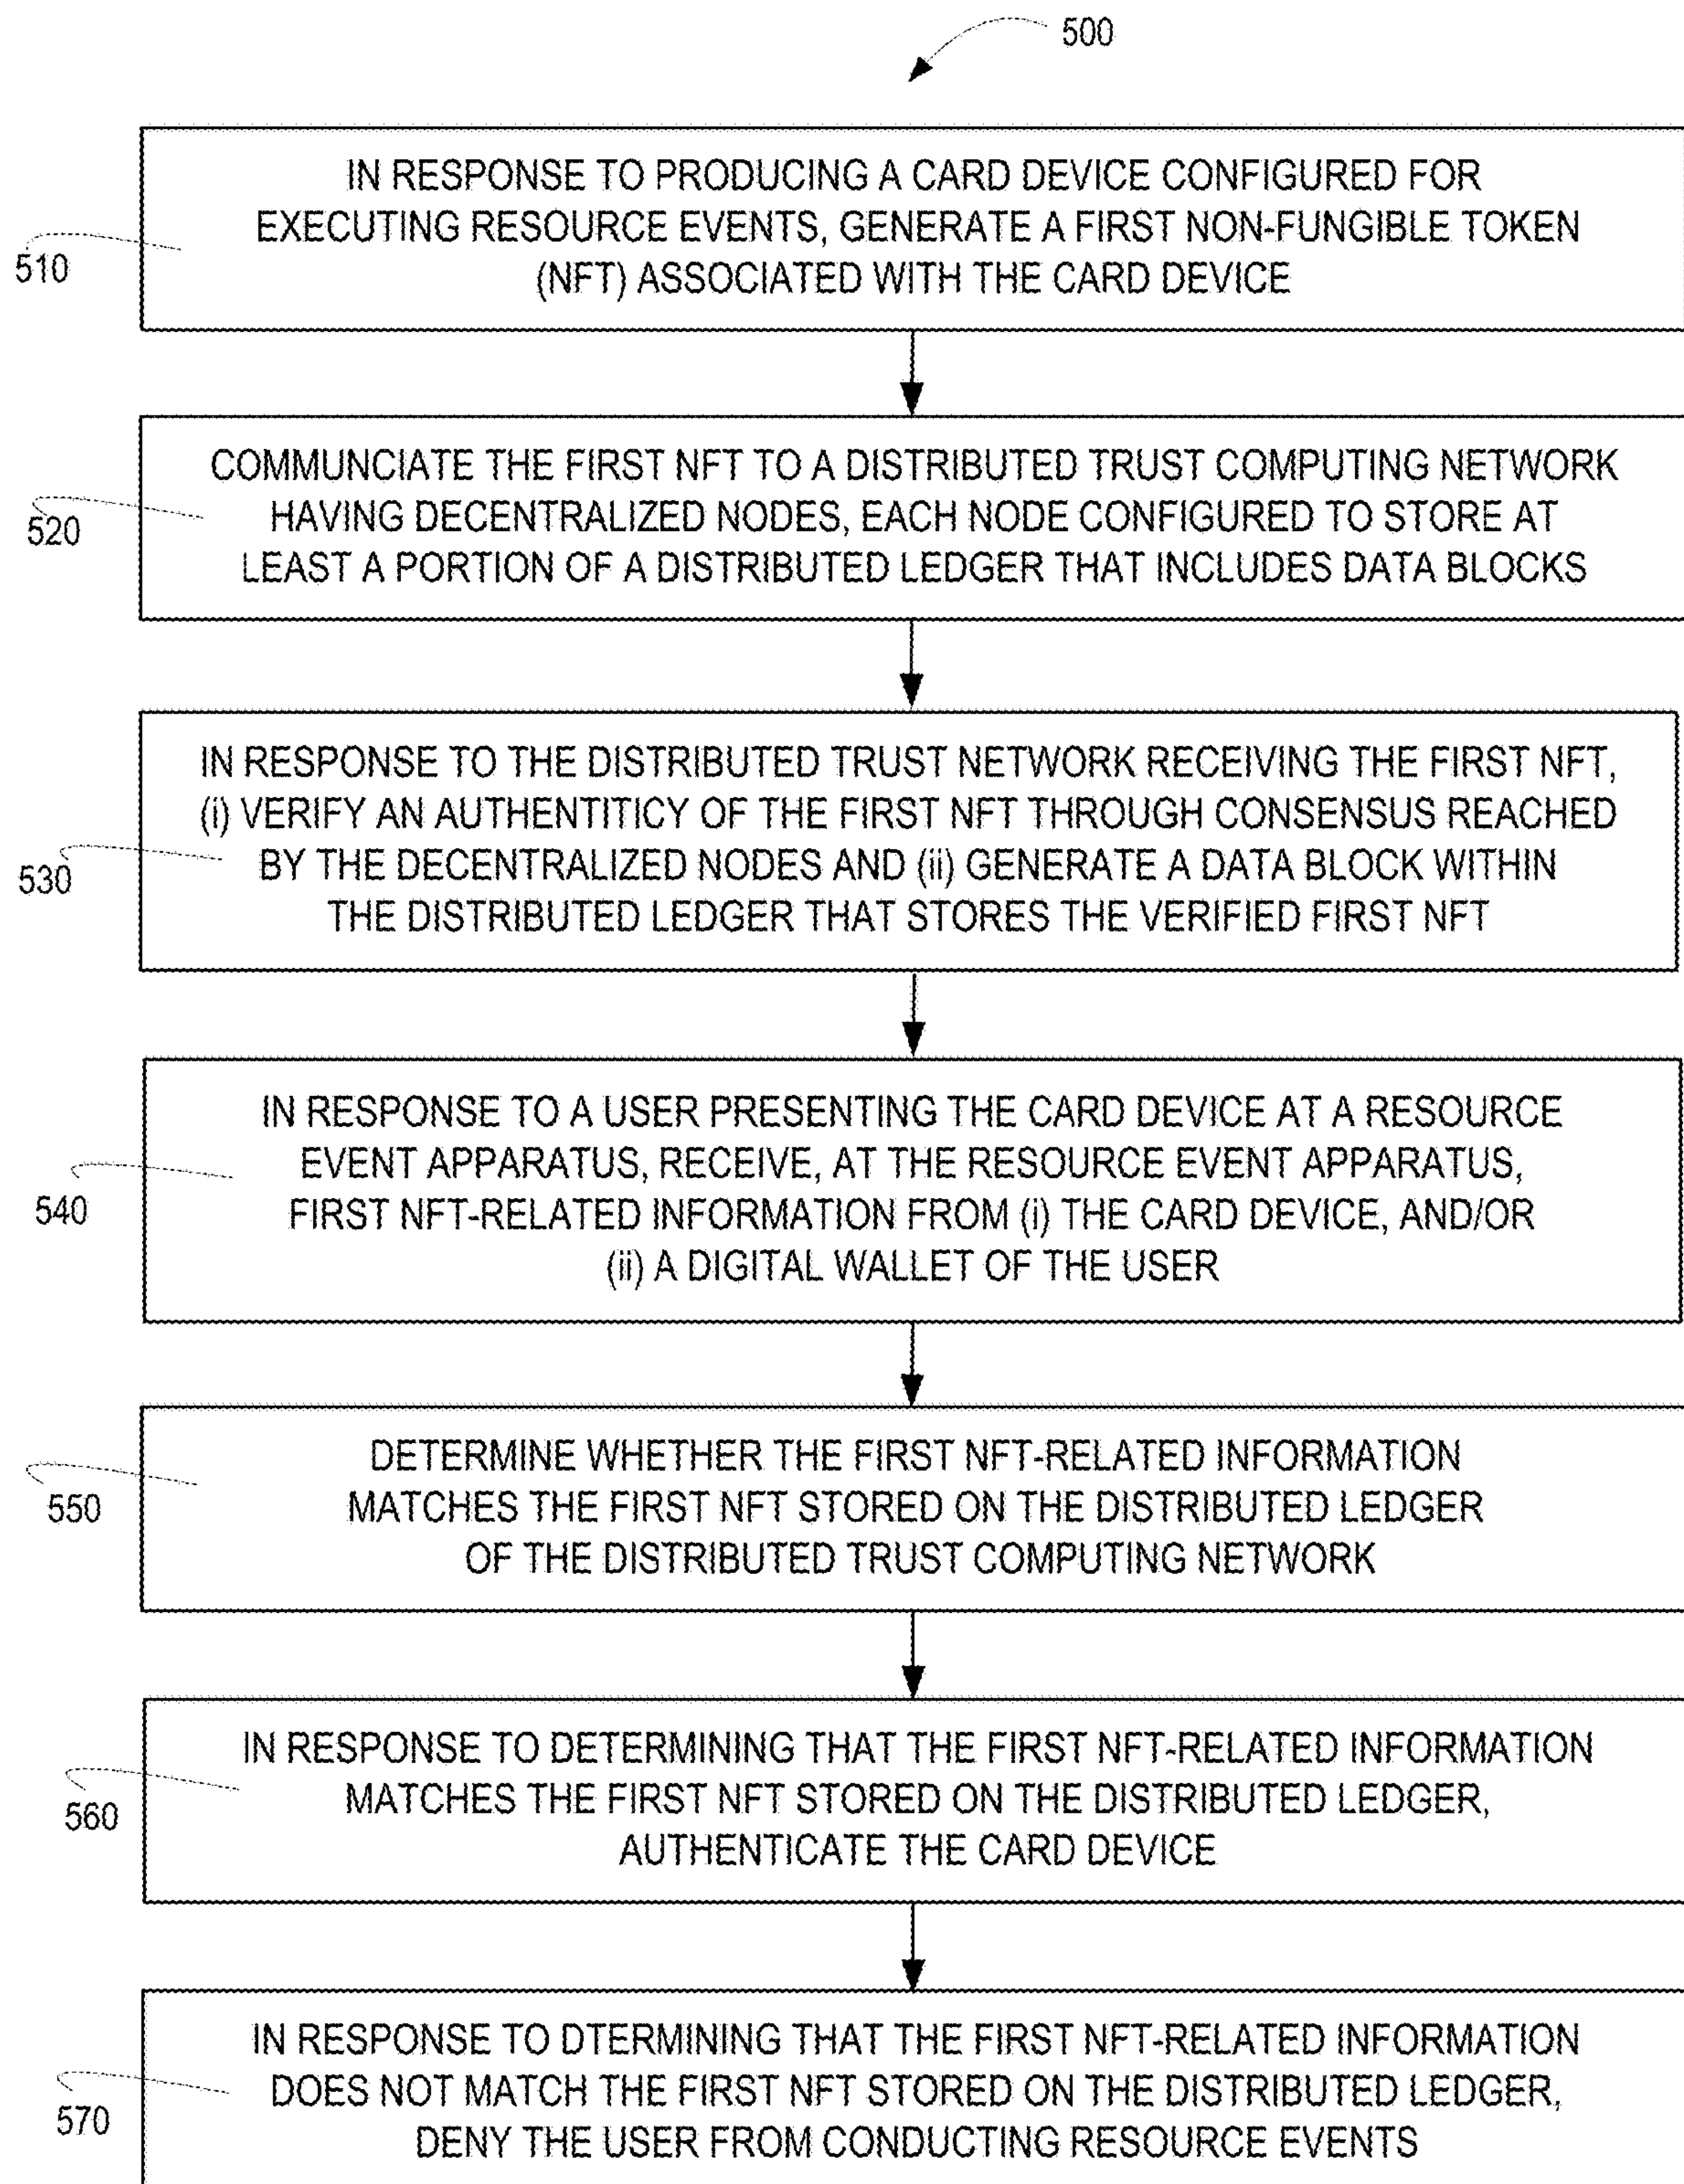 500
IN RESPONSE TO PRODUCING A CARD DEVICE CONFIGURED FOR
EXECUTING RESOURCE EVENTS, GENERATE A FIRST NON-FUNGIBLE TOKEN
(NFT) ASSOCIATED WITH THE CARD DEVICE
510
COMMUNCIATE THE FIRST NFT TO A DISTRIBUTED TRUST COMPUTING NETWORK
HAVING DECENTRALIZED NODES, EACH NODE CONFIGURED TO STORE AT
LEAST A PORTION OF A DISTRIBUTED LEDGER THAT INCLUDES DATA BLOCKS
520
IN RESPONSE TO THE DISTRIBUTED TRUST NETWORK RECEIVING THE FIRST NFT,
(i) VERIFY AN AUTHENTITICY OF THE FIRST NFT THROUGH CONSENSUS REACHED
BY THE DECENTRALIZED NODES AND (ii) GENERATE A DATA BLOCK WITHIN
THE DISTRIBUTED LEDGER THAT STORES THE VERIFIED FIRST NFT
530
IN RESPONSE TO A USER PRESENTING THE CARD DEVICE AT A RESOURCE
EVENT APPARATUS, RECEIVE, AT THE RESOURCE EVENT APPARATUS,
FIRST NFT-RELATED INFORMATION FROM (i) THE CARD DEVICE, AND/OR
(ii) A DIGITAL WALLET OF THE USER
540
DETERMINE WHETHER THE FIRST NFT-RELATED INFORMATION
MATCHES THE FIRST NFT STORED ON THE DISTRIBUTED LEDGER
OF THE DISTRIBUTED TRUST COMPUTING NETWORK
550
IN RESPONSE TO DETERMINING THAT THE FIRST NFT-RELATED INFORMATION
MATCHES THE FIRST NFT STORED ON THE DISTRIBUTED LEDGER,
AUTHENTICATE THE CARD DEVICE
560
IN RESPONSE TO DTERMINING THAT THE FIRST NFT-RELATED INFORMATION
DOES NOT MATCH THE FIRST NFT STORED ON THE DISTRIBUTED LEDGER,
DENY THE USER FROM CONDUCTING RESOURCE EVENTS
570